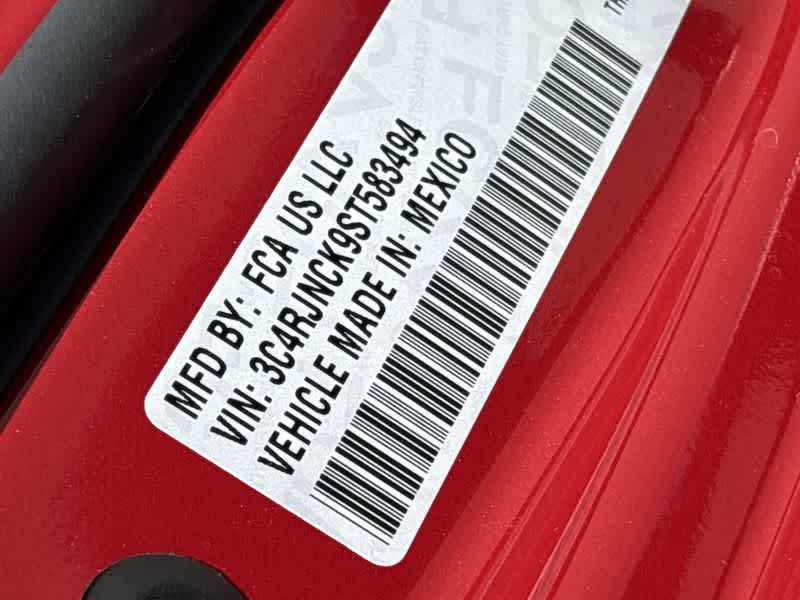 MFD BY: FCA US LLC
VIN: 3C4RJNCK9ST583494
VEHICLE MADE IN: MEXICO